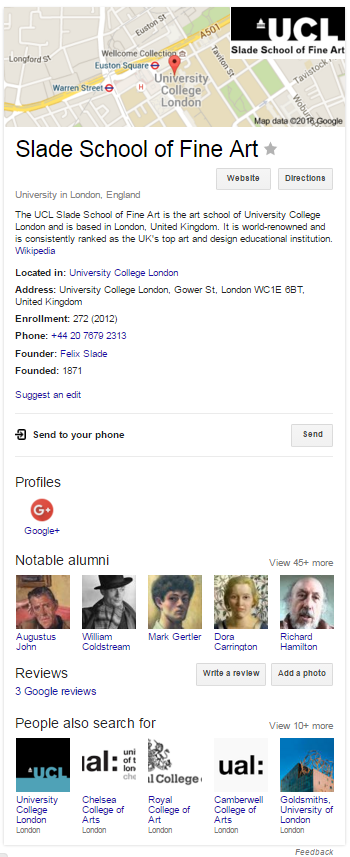 Euston St
A501
Longford St
Wellcome Collection
Euston Square
Taviton St
Warren Street
H
University
College
London
Tavistock
Wobu
Map data ©2016 Google
UCL
Slade School of Fine Art
Slade School of Fine Art
Website
Directions
University in London, England
The UCL Slade School of Fine Art is the art school of University College
London and is based in London, United Kingdom. It is world-renowned and
is consistently ranked as the UK's top art and design educational institution.
Wikipedia
Located in: University College London
Address: University College London, Gower St, London WC1E 6BT,
United Kingdom
Enrollment: 272 (2012)
Phone: +44 20 7679 2313
Founder: Felix Slade
Founded: 1871
Suggest an edit
Send to your phone
Send
Profiles
G+
Google+
Notable alumni
View 45+ more
Augustus
John
William
Coldstream
Mark Gertler
Dora
Carrington
Richard
Hamilton
Reviews
Write a review
Add a photo
3 Google reviews
People also search for
View 10+ more
UCL
ual:
uni
of t
lon
che
al
College
ual:
University
College
London
London
Chelsea
College of
Arts
London
Royal
College of
Art
London
Camberwell
College of
Arts
London
Goldsmiths,
University of
London
London
Feedback